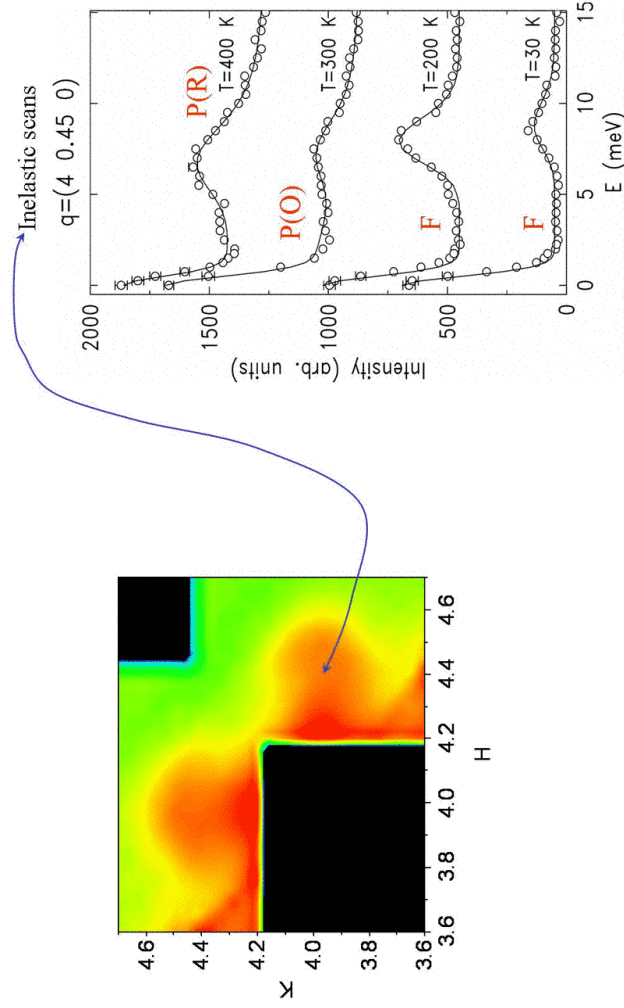 Inelastic scans
q=(4 0.45 0)
P(R)
T=400 K
P(O)
T=300 K
F
T=200 K
F
T=30 K
2000
1500
1000
500
0
Intensity (arb. units)
0
5
10
15
E (meV)
4.6
4.4
4.2
4.0
3.8
3.6
K
3.6
3.8
4.0
4.2
4.4
4.6
H